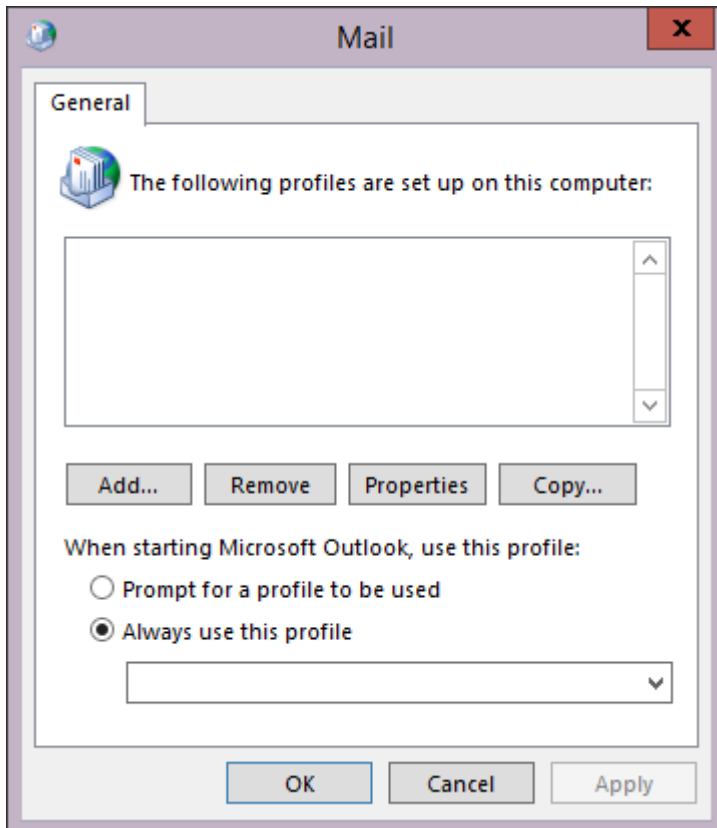 Mail
x
General
The following profiles are set up on this computer:
Add... Remove Properties Copy...
When starting Microsoft Outlook, use this profile:
Prompt for a profile to be used
Always use this profile
OK Cancel Apply